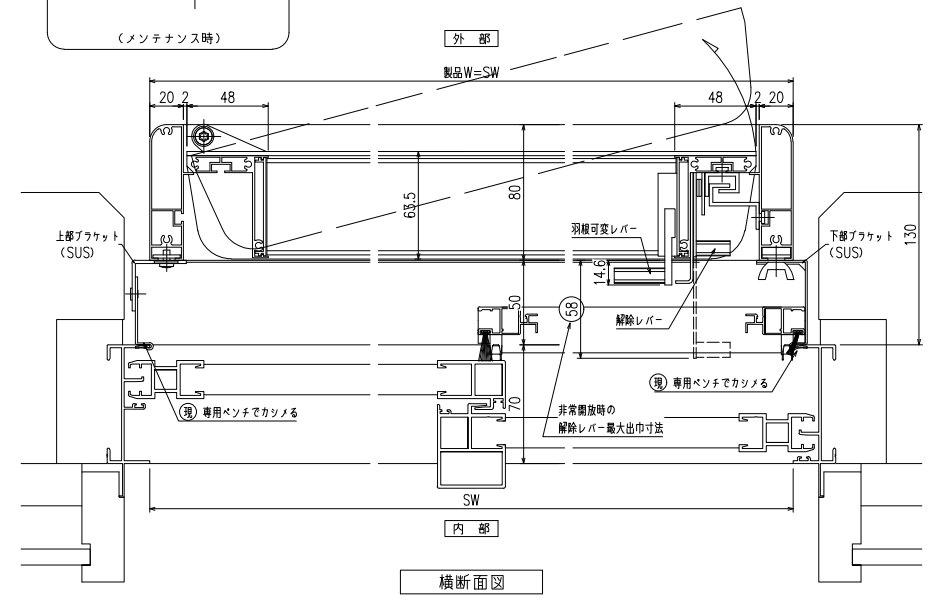 (メンテナンス時)
外 部
製品W=SW
20 2 48
48 2 20
63.5
80
130
上部ブラケット
(SUS)
羽根可変レバー
下部ブラケット
(SUS)
14.6
50
58
解除レバー
現 専用ペンチでカシメる
現 専用ペンチでカシメる
70
非常開放時の
解除レバー最大出巾寸法
SW
内 部
横断面図